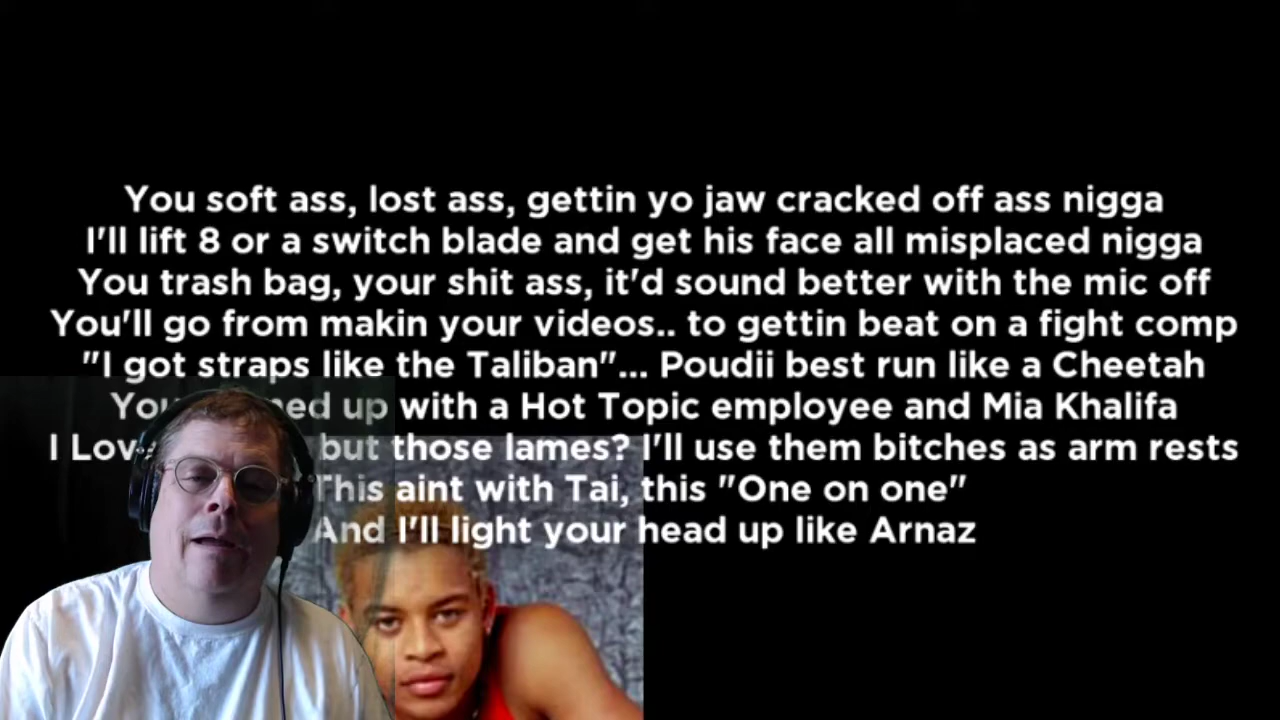 You soft ass, lost ass, gettin yo jaw cracked off ass nigga
I'll lift 8 or a switch blade and get his face all misplaced nigga
You trash bag, your shit ass, it'd sound better with the mic off
You'll go from makin your videos.. to gettin beat on a fight comp
"I got straps like the Taliban"... Poudii best run like a Cheetah
up with a Hot Topic employee and Mia Khalifa
I but those lames? I'll use them bitches as arm rests
This aint with Tai, this "One on one"
And I'll light your head up like Arnaz